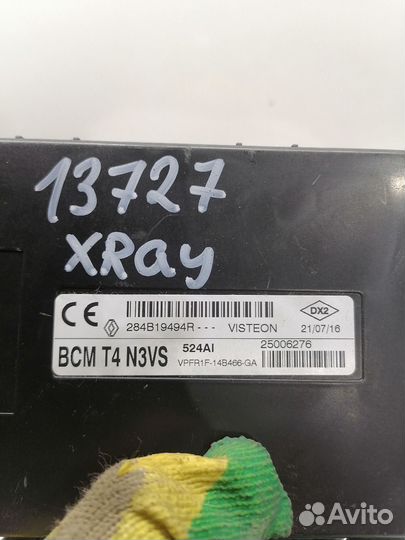 13727
XRay
CE 284B19494R - - - VISTEON DX2 21/07/16
BCM T4 N3VS 524AI 25006276
VPFR1F-14B466-GA
Avito